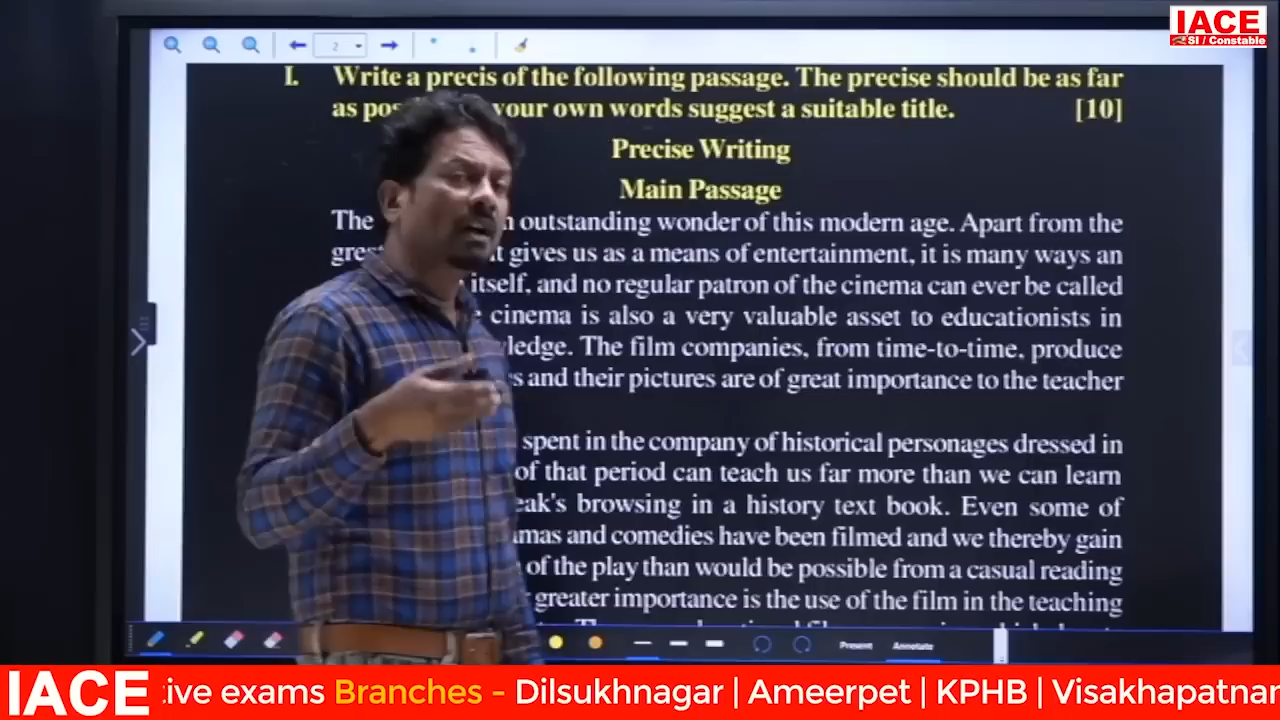 IACE
SI / Constable
2
I. Write a precis of the following passage. The precise should be as far
as your own words suggest a suitable title. [10]
Precise Writing
Main Passage
The outstanding wonder of this modern age. Apart from the
gives us as a means of entertainment, it is many ways an
itself, and no regular patron of the cinema can ever be called
cinema is also a very valuable asset to educationists in
The film companies, from time-to-time, produce
and their pictures are of great importance to the teacher
spent in the company of historical personages dressed in
of that period can teach us far more than we can learn
browsing in a history text book. Even some of
and comedies have been filmed and we thereby gain
of the play than would be possible from a casual reading
greater importance is the use of the film in the teaching
Present Annotate
IACE tive exams Branches - Dilsukhnagar | Ameerpet | KPHB | Visakhapatnam